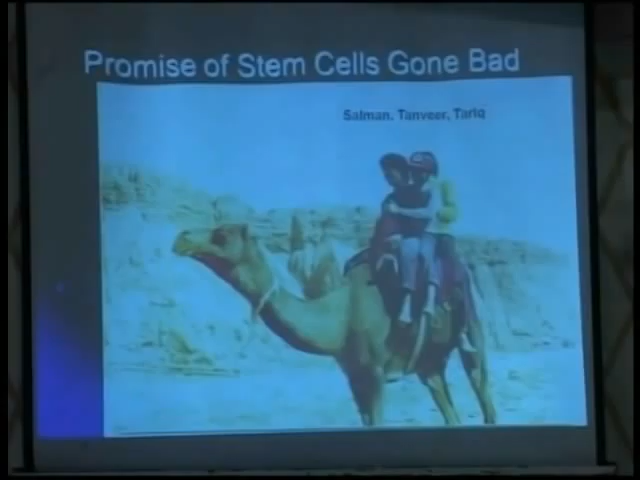 Promise of Stem Cells Gone Bad
Salman, Tanveer, Tariq